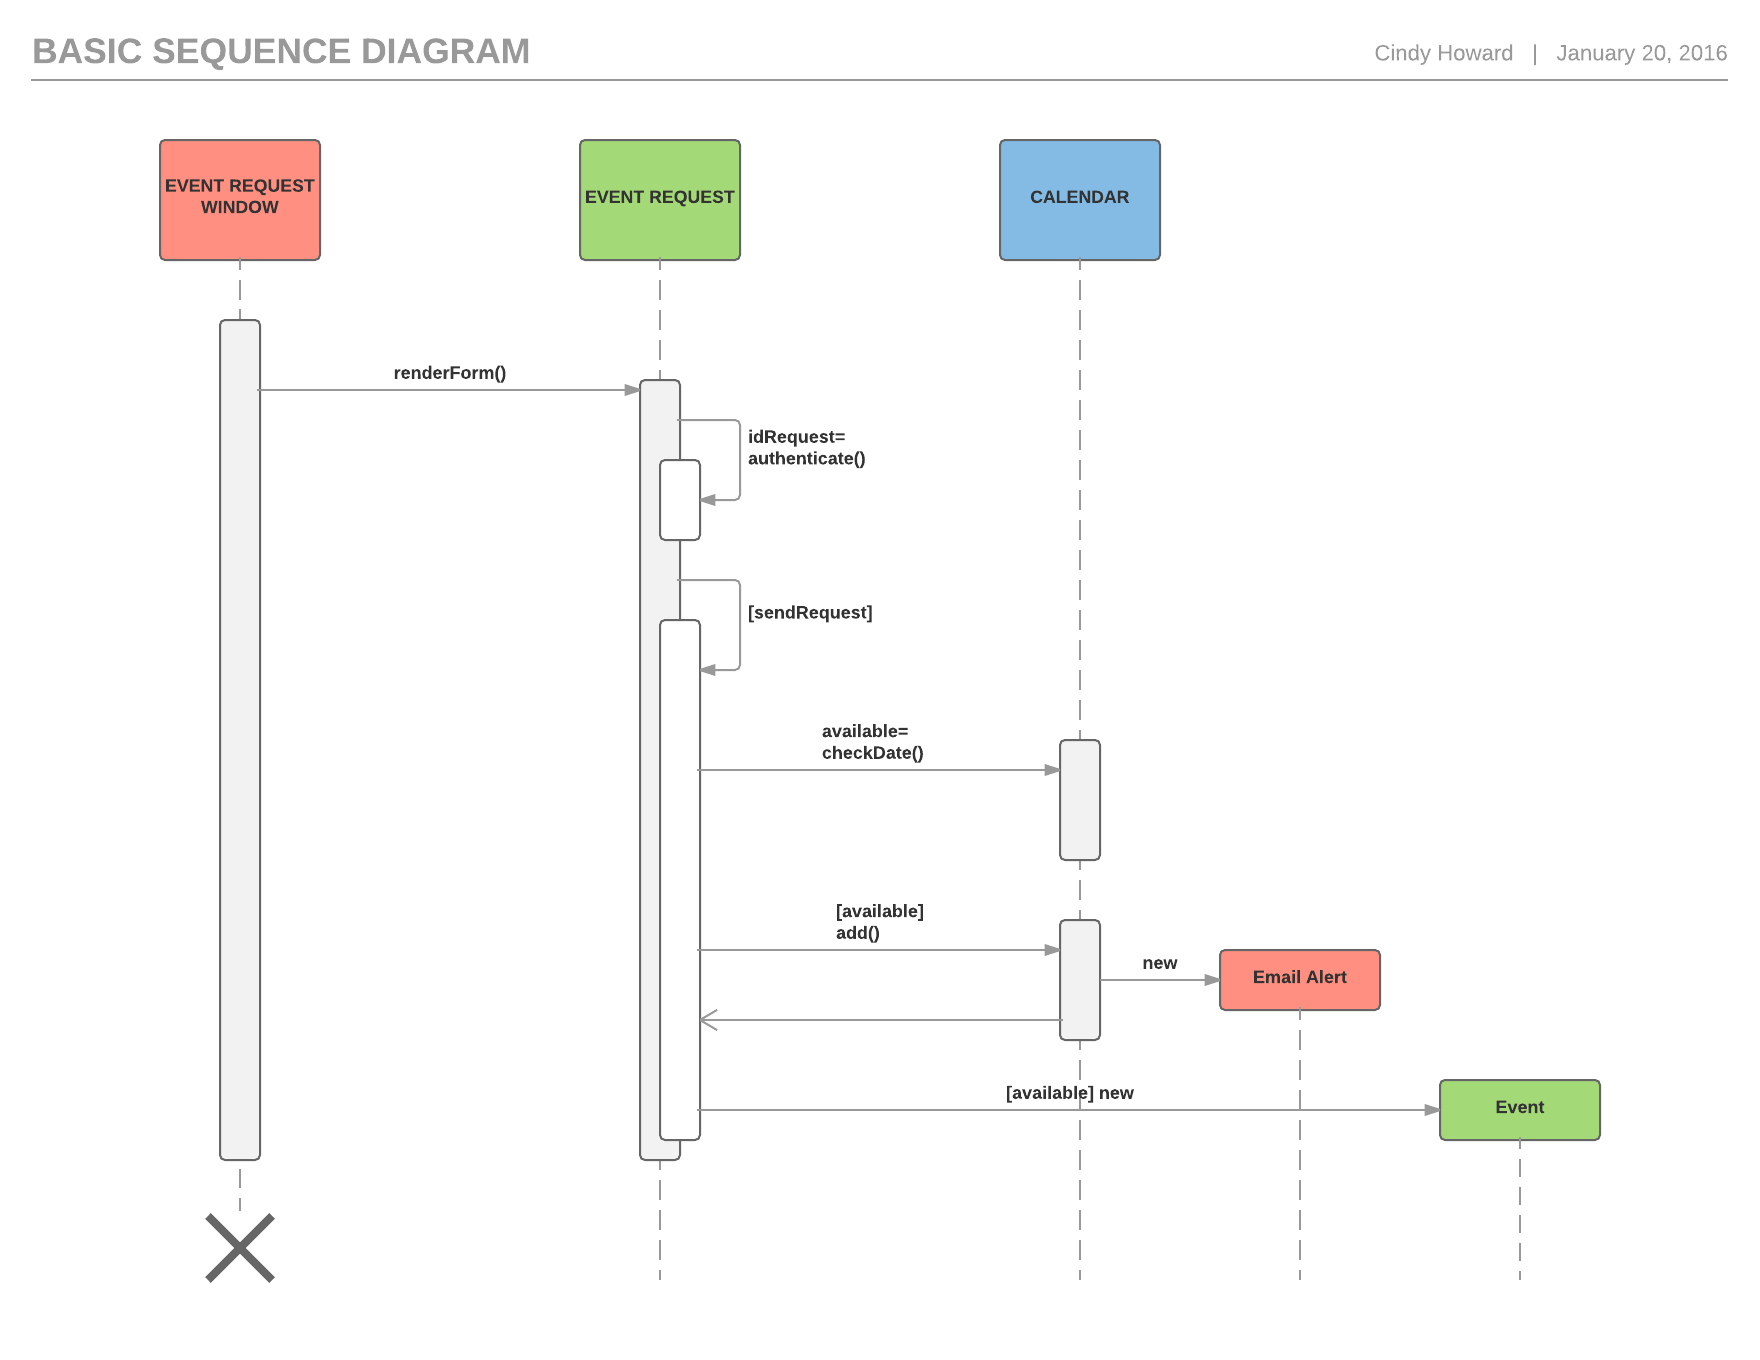 BASIC SEQUENCE DIAGRAM
Cindy Howard | January 20, 2016
EVENT REQUEST
WINDOW
EVENT REQUEST
CALENDAR
renderForm()
idRequest=
authenticate()
[sendRequest]
available=
checkDate()
[available]
add()
new
Email Alert
[available] new
Event